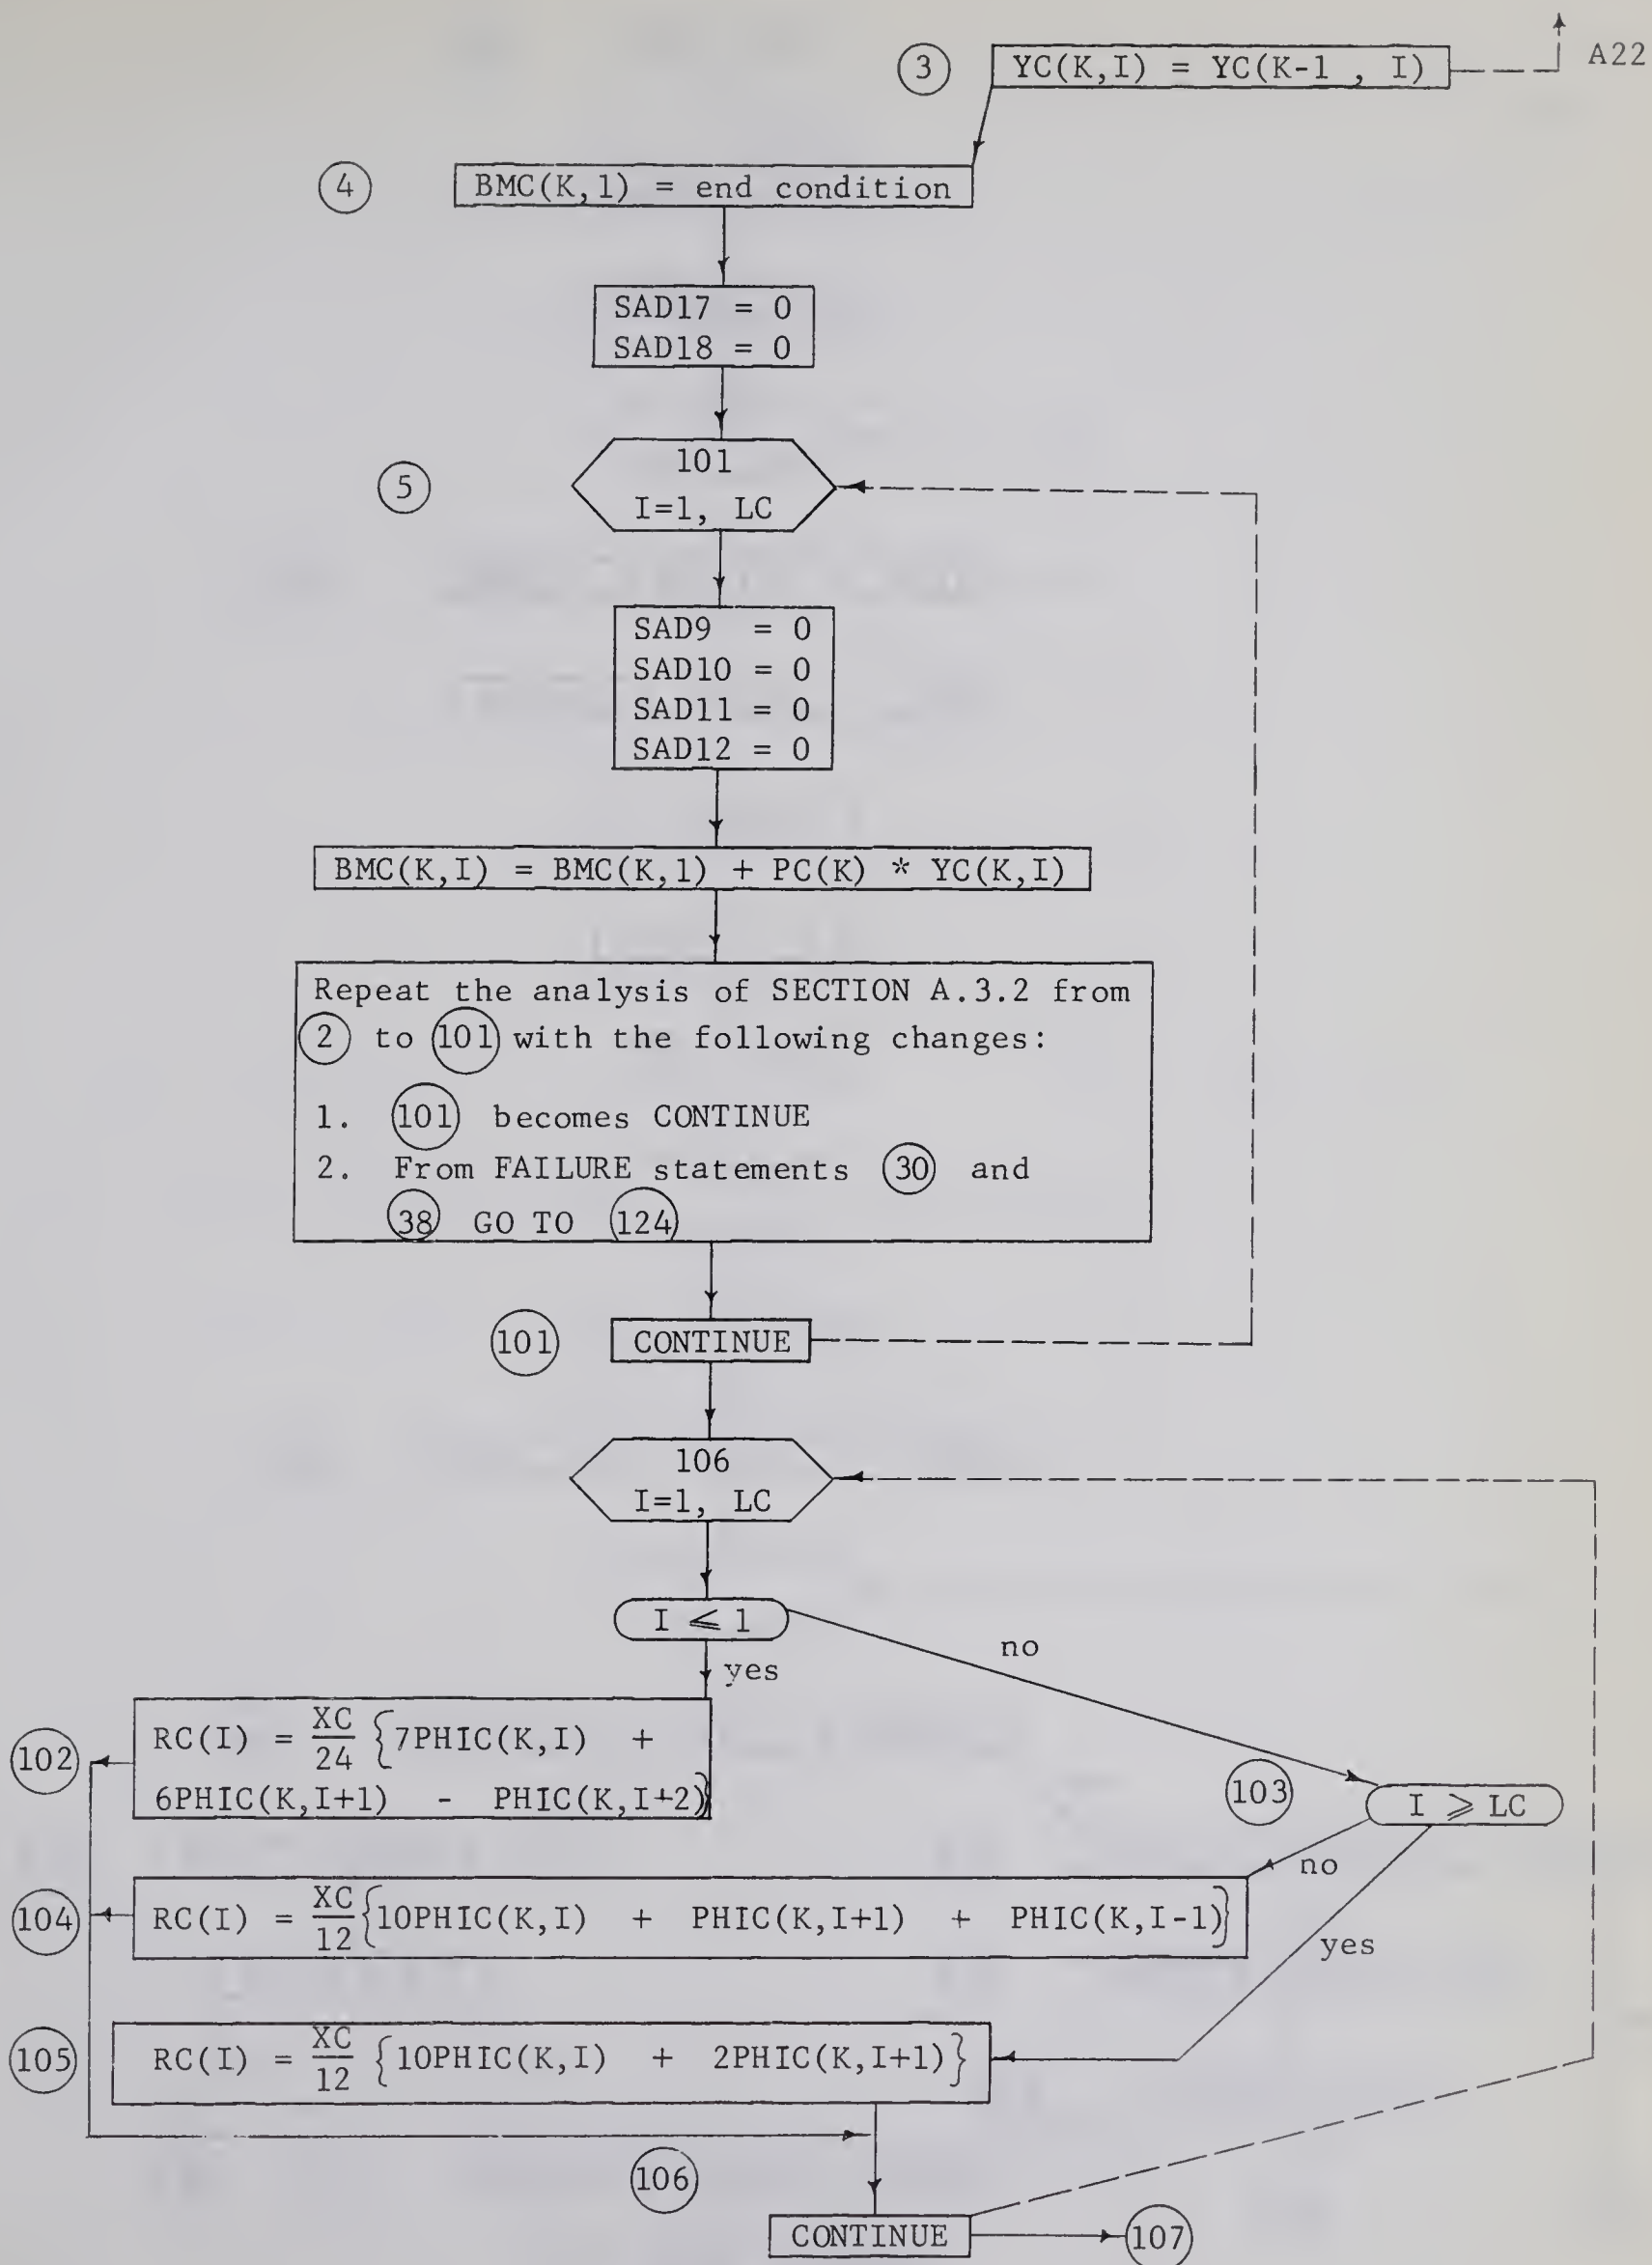 3 YC(K,I) = YC(K-1 , I) A22
4 BMC(K,1) = end condition
SAD17 = 0
SAD18 = 0
101
5
I=1, LC
SAD9 = 0
SAD10 = 0
SAD11 = 0
SAD12 = 0
BMC(K,I) = BMC(K,1) + PC(K) * YC(K,I)
Repeat the analysis of SECTION A.3.2 from
2 to 101 with the following changes:
1. 101 becomes CONTINUE
2. From FAILURE statements 30 and
38 GO TO 124
101 CONTINUE
106
I=1, LC
I ⩽ 1
no
yes
102 RC(I) = XC/24 {7PHIC(K,I) +
6PHIC(K,I+1) - PHIC(K,I+2)}
103 I ⩾ LC
no
104 RC(I) = XC/12 {10PHIC(K,I) + PHIC(K,I+1) + PHIC(K,I-1)}
yes
105 RC(I) = XC/12 {10PHIC(K,I) + 2PHIC(K,I+1)}
106
CONTINUE 107